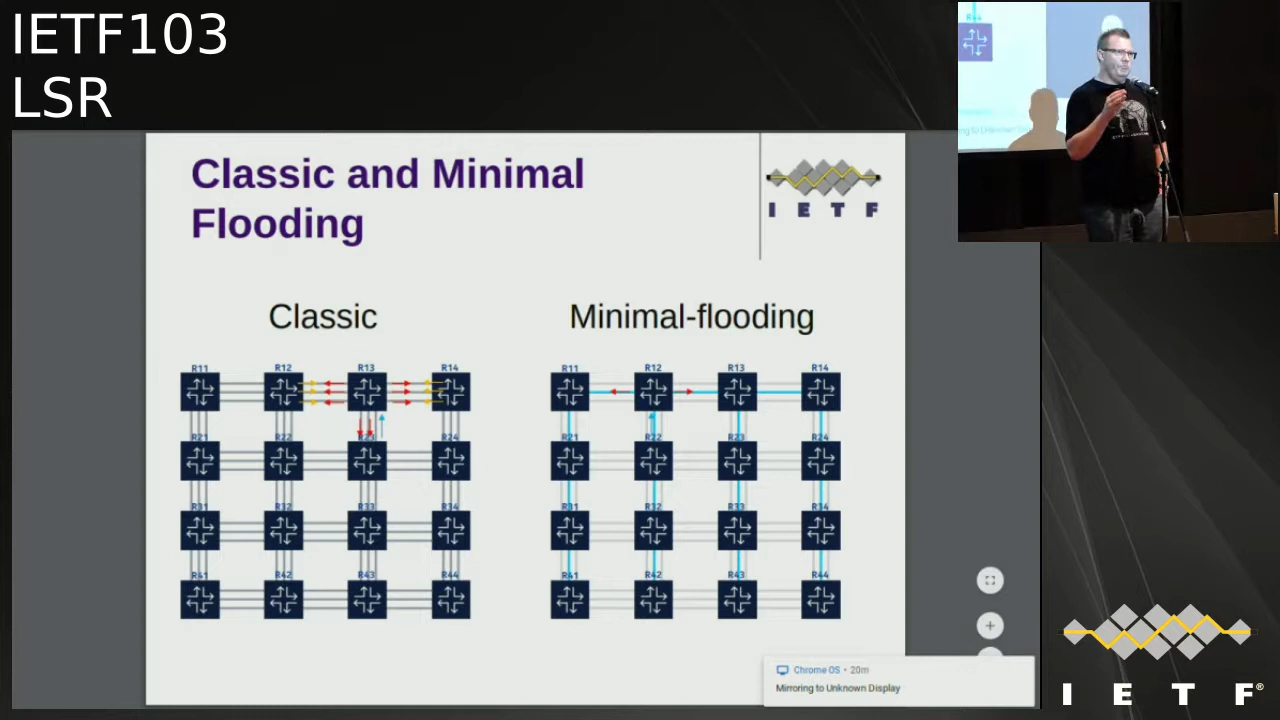 IETF103
LSR
Classic and Minimal
Flooding
I E T F
Classic
Minimal-flooding
R11 R12 R13 R14
R21 R22 R23 R24
R31 R32 R33 R34
R41 R42 R43 R44
R11 R12 R13 R14
R21 R22 R23 R24
R31 R32 R33 R34
R41 R42 R43 R44
Chrome OS • 20m
Mirroring to Unknown Display
I E T F®